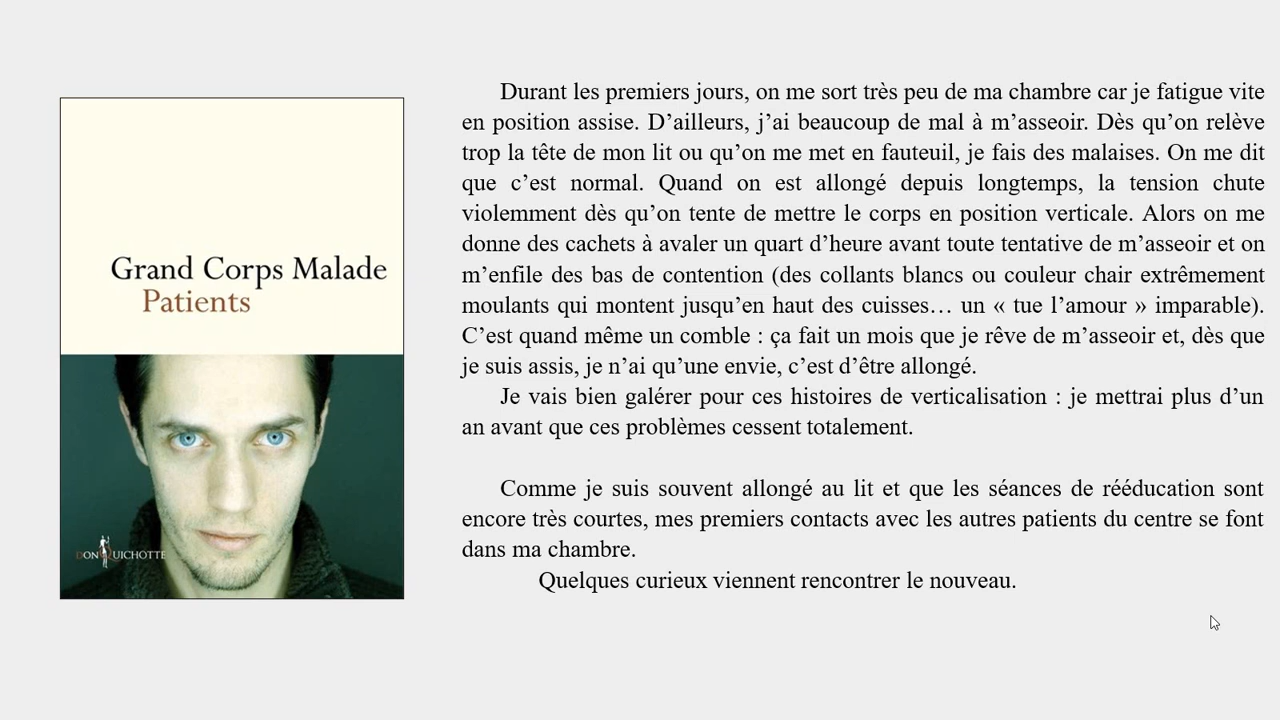 Grand Corps Malade
Patients
DON QUICHOTTE
Durant les premiers jours, on me sort très peu de ma chambre car je fatigue vite
en position assise. D’ailleurs, j’ai beaucoup de mal à m’asseoir. Dès qu’on relève
trop la tête de mon lit ou qu’on me met en fauteuil, je fais des malaises. On me dit
que c’est normal. Quand on est allongé depuis longtemps, la tension chute
violemment dès qu’on tente de mettre le corps en position verticale. Alors on me
donne des cachets à avaler un quart d’heure avant toute tentative de m’asseoir et on
m’enfile des bas de contention (des collants blancs ou couleur chair extrêmement
moulants qui montent jusqu’en haut des cuisses… un « tue l’amour » imparable).
C’est quand même un comble : ça fait un mois que je rêve de m’asseoir et, dès que
je suis assis, je n’ai qu’une envie, c’est d’être allongé.
Je vais bien galérer pour ces histoires de verticalisation : je mettrai plus d’un
an avant que ces problèmes cessent totalement.
Comme je suis souvent allongé au lit et que les séances de rééducation sont
encore très courtes, mes premiers contacts avec les autres patients du centre se font
dans ma chambre.
Quelques curieux viennent rencontrer le nouveau.